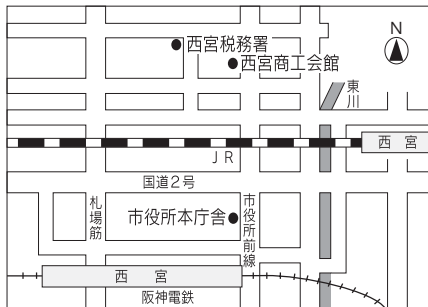 西宮税務署
N
西宮商工会館
東川
西宮
JR
国道2号
札場筋
市役所本庁舎
市役所前線
西宮
阪神電鉄